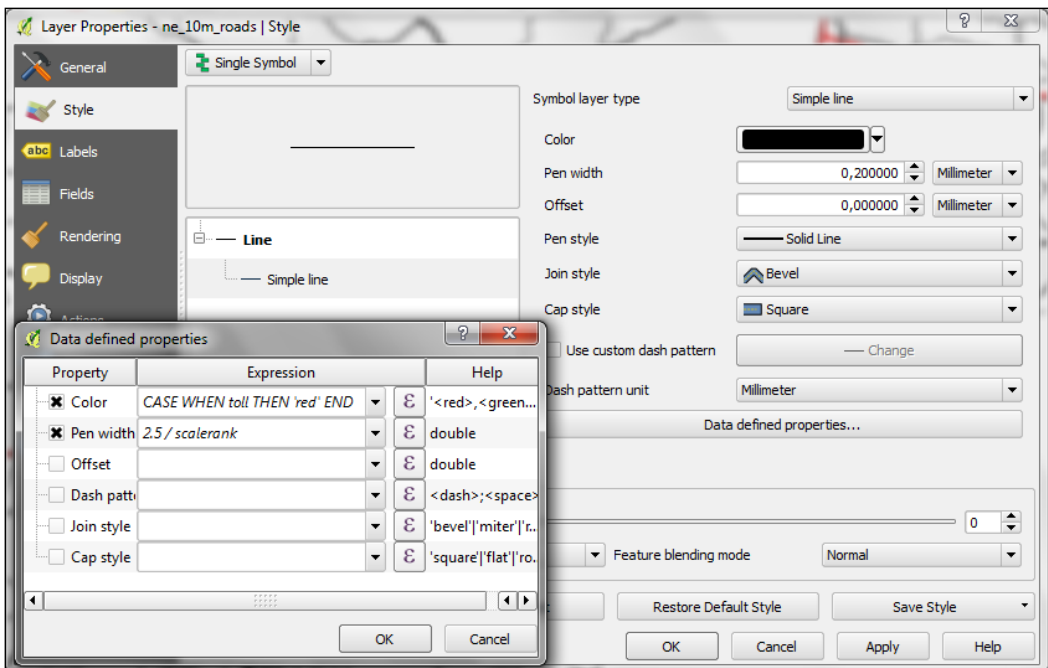 Layer Properties - ne_10m_roads | Style
General
Style
abc Labels
Fields
Rendering
Display
Actions
Single Symbol
Line
Simple line
Symbol layer type Simple line
Color
Pen width 0,200000 Millimeter
Offset 0,000000 Millimeter
Pen style Solid Line
Join style Bevel
Cap style Square
Use custom dash pattern Change
Dash pattern unit Millimeter
Data defined properties...
0
Feature blending mode Normal
Restore Default Style Save Style
OK Cancel Apply Help
Data defined properties
Property Expression Help
Color CASE WHEN toll THEN 'red' END ε '<red>,<green...
Pen width 2.5 / scalerank ε double
Offset ε double
Dash patt ε <dash>;<space>
Join style ε 'bevel'|'miter'|'r...
Cap style ε 'square'|'flat'|'ro...
OK Cancel